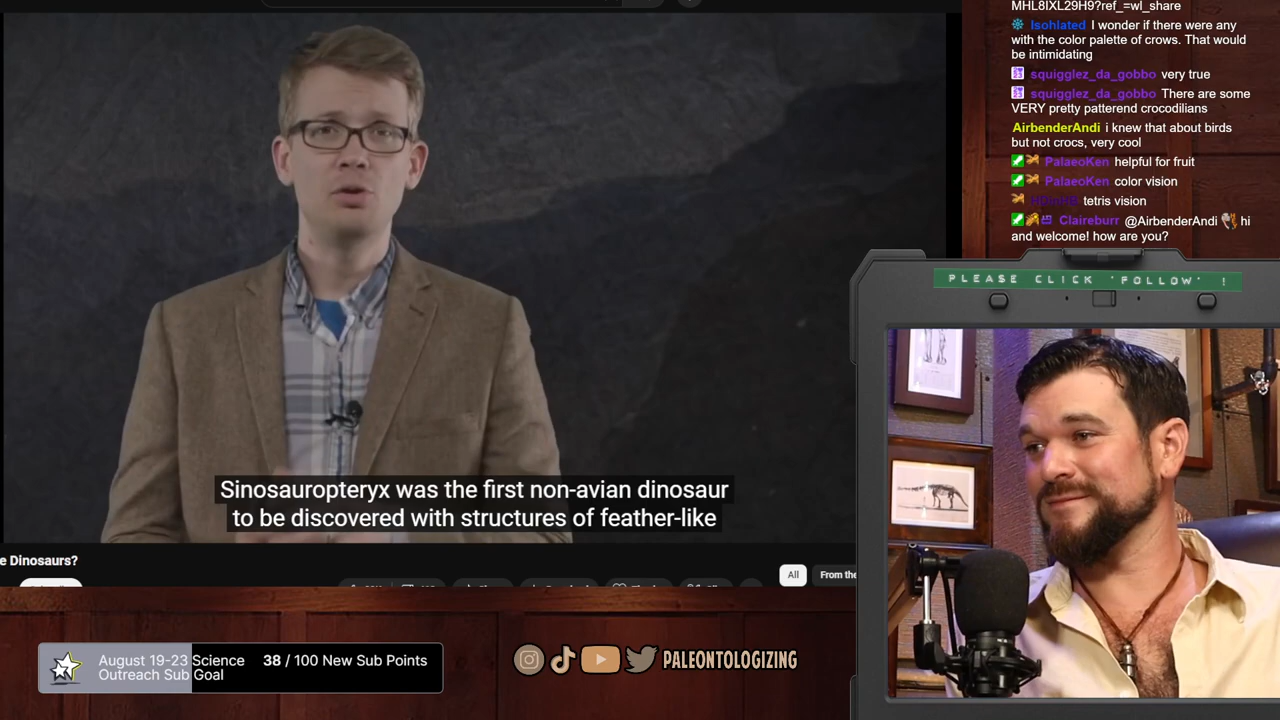 MHL8IXL29H9?ref_=wl_share
Isohlated I wonder if there were any
with the color palette of crows. That would
be intimidating
squigglez_da_gobbo very true
squigglez_da_gobbo There are some
VERY pretty patterend crocodilians
AirbenderAndi i knew that about birds
but not crocs, very cool
PalaeoKen helpful for fruit
PalaeoKen color vision
tetris vision
Claireburr @AirbenderAndi hi
and welcome! how are you?
PLEASE CLICK 'FOLLOW' !
Sinosauropteryx was the first non-avian dinosaur
to be discovered with structures of feather-like
e Dinosaurs?
All
From the
August 19-23 Science
Outreach Sub Goal
38 / 100 New Sub Points
PALEONTOLOGIZING